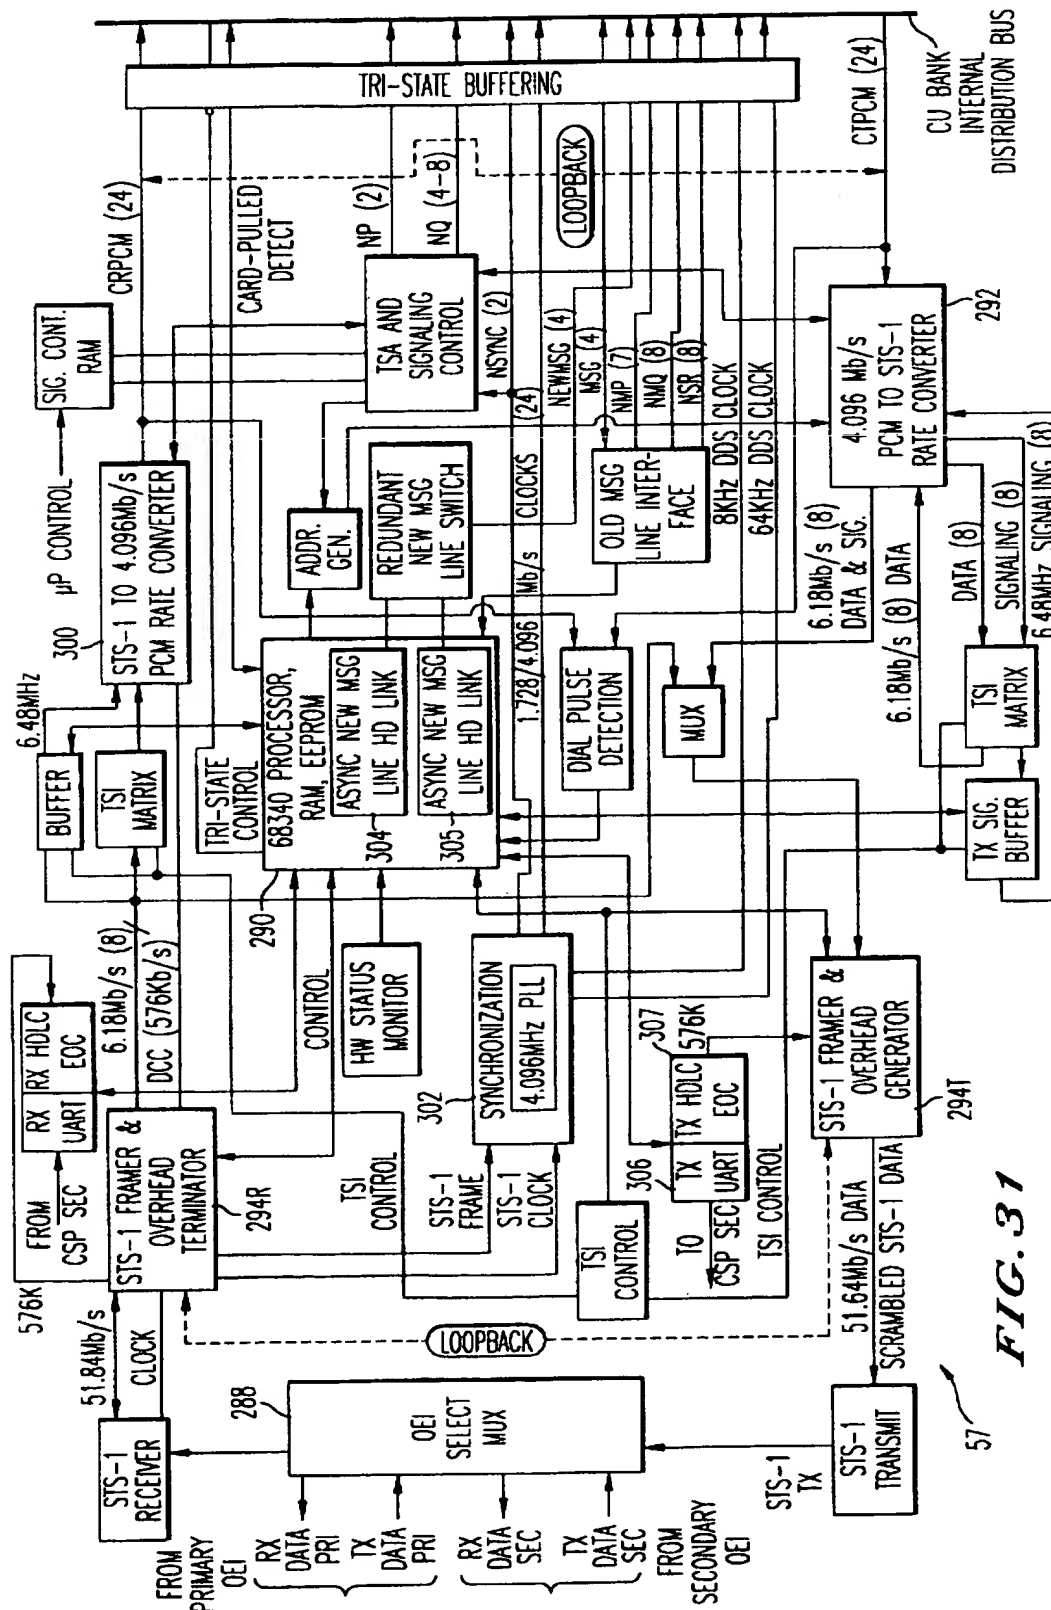 576K
FROM
CSP SEC
RX
UART
RX HDLC
EOC
6.48MHz
BUFFER
TSI
MATRIX
300
STS-1 TO 4.096Mb/s
PCM RATE CONVERTER
μP CONTROL
SIG. CONT.
RAM
CRPCM (24)
CARD-PULLED
DETECT
51.84Mb/s
CLOCK
STS-1
RECEIVER
FROM
PRIMARY
OEI
STS-1 FRAMER &
OVERHEAD
TERMINATOR
294R
6.18Mb/s (8)
DCC (576Kb/s)
CONTROL
TRI-STATE
CONTROL
68340 PROCESSOR,
RAM, EEPROM
ASYNC NEW MSG
LINE HD LINK
304
ASYNC NEW MSG
LINE HD LINK
305
290
HW STATUS
MONITOR
ADDR.
GEN.
REDUNDANT
NEW MSG
LINE SWITCH
TSA AND
SIGNALING
CONTROL
NP (2)
NQ (4-8)
NSYNC (2)
TRI-STATE BUFFERING
RX
DATA
PRI
TX
DATA
PRI
RX
DATA
SEC
TX
DATA
SEC
FROM
SECONDARY
OEI
288
OEI
SELECT
MUX
LOOPBACK
TSI
CONTROL
STS-1
FRAME
STS-1
CLOCK
302
SYNCHRONIZATION
4.096MHz PLL
1.728/4.096 Mb/s CLOCKS (24)
NEWMSG (4)
MSG (4)
NMP (7)
NMQ (8)
NSR (8)
8KHz DDS CLOCK
64KHz DDS CLOCK
OLD MSG
LINE INTER-
FACE
LOOPBACK
DIAL PULSE
DETECTION
MUX
TSI
CONTROL
306
307
TX
UART
TX HDLC
EOC
576K
TO
CSP SEC
TSI CONTROL
STS-1
TX
STS-1
TRANSMIT
51.64Mb/s DATA
SCRAMBLED STS-1 DATA
STS-1 FRAMER &
OVERHEAD
GENERATOR
294T
6.18Mb/s (8)
DATA & SIG.
6.18Mb/s (8) DATA
4.096 Mb/s
PCM TO STS-1
RATE CONVERTER
292
CTPCM (24)
CU BANK
INTERNAL
DISTRIBUTION BUS
DATA (8)
SIGNALING (8)
6.48MHz SIGNALING (8)
TSI
MATRIX
TX SIG.
BUFFER
57
FIG. 31